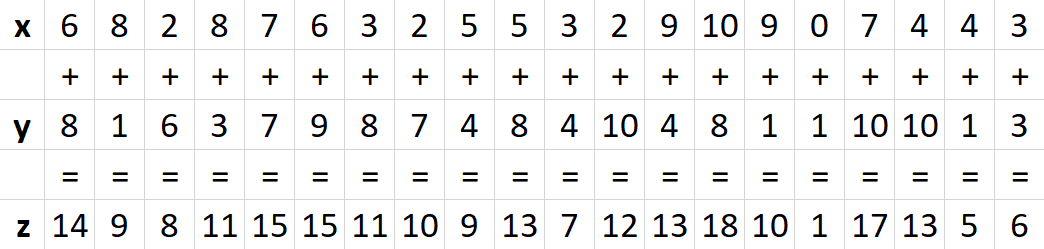 x 6 8 2 8 7 6 3 2 5 5 3 2 9 10 9 0 7 4 4 3
+ + + + + + + + + + + + + + + + + + + +
y 8 1 6 3 7 9 8 7 4 8 4 10 4 8 1 1 10 10 1 3
= = = = = = = = = = = = = = = = = = = =
z 14 9 8 11 15 15 11 10 9 13 7 12 13 18 10 1 17 13 5 6